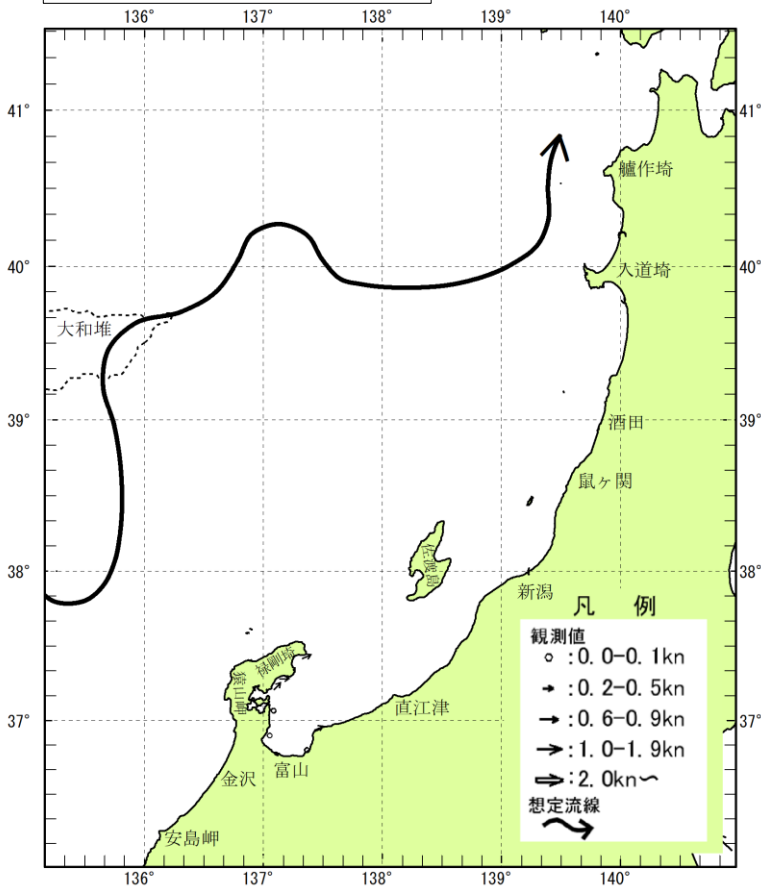 136° 137° 138° 139° 140°
41° 41°
艫作埼
40° 入道埼 40°
大和堆
39° 酒田 39°
鼠ヶ関
佐渡島
38° 新潟 38°
凡 例
観測値
:0.0-0.1kn
禄剛埼
猿山岬
:0.2-0.5kn
37° 直江津 :0.6-0.9kn 37°
:1.0-1.9kn
金沢 富山
:2.0kn〜
想定流線
安島岬
136° 137° 138° 139° 140°